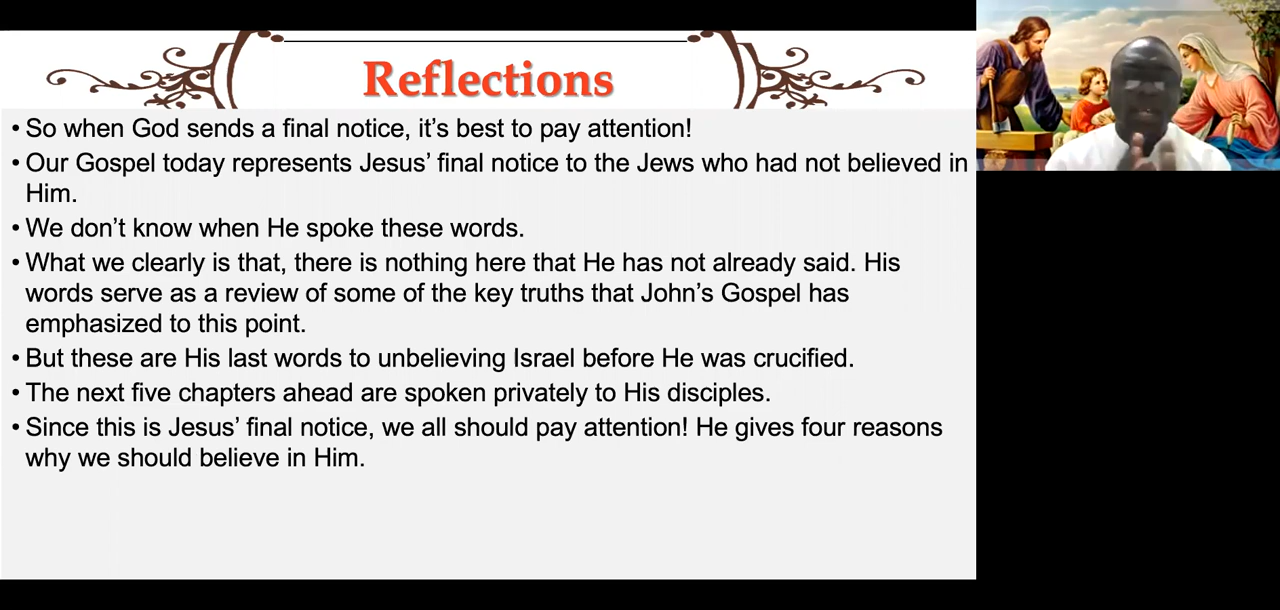 Reflections
• So when God sends a final notice, it’s best to pay attention!
• Our Gospel today represents Jesus’ final notice to the Jews who had not believed in
Him.
• We don’t know when He spoke these words.
• What we clearly is that, there is nothing here that He has not already said. His
words serve as a review of some of the key truths that John’s Gospel has
emphasized to this point.
• But these are His last words to unbelieving Israel before He was crucified.
• The next five chapters ahead are spoken privately to His disciples.
• Since this is Jesus’ final notice, we all should pay attention! He gives four reasons
why we should believe in Him.